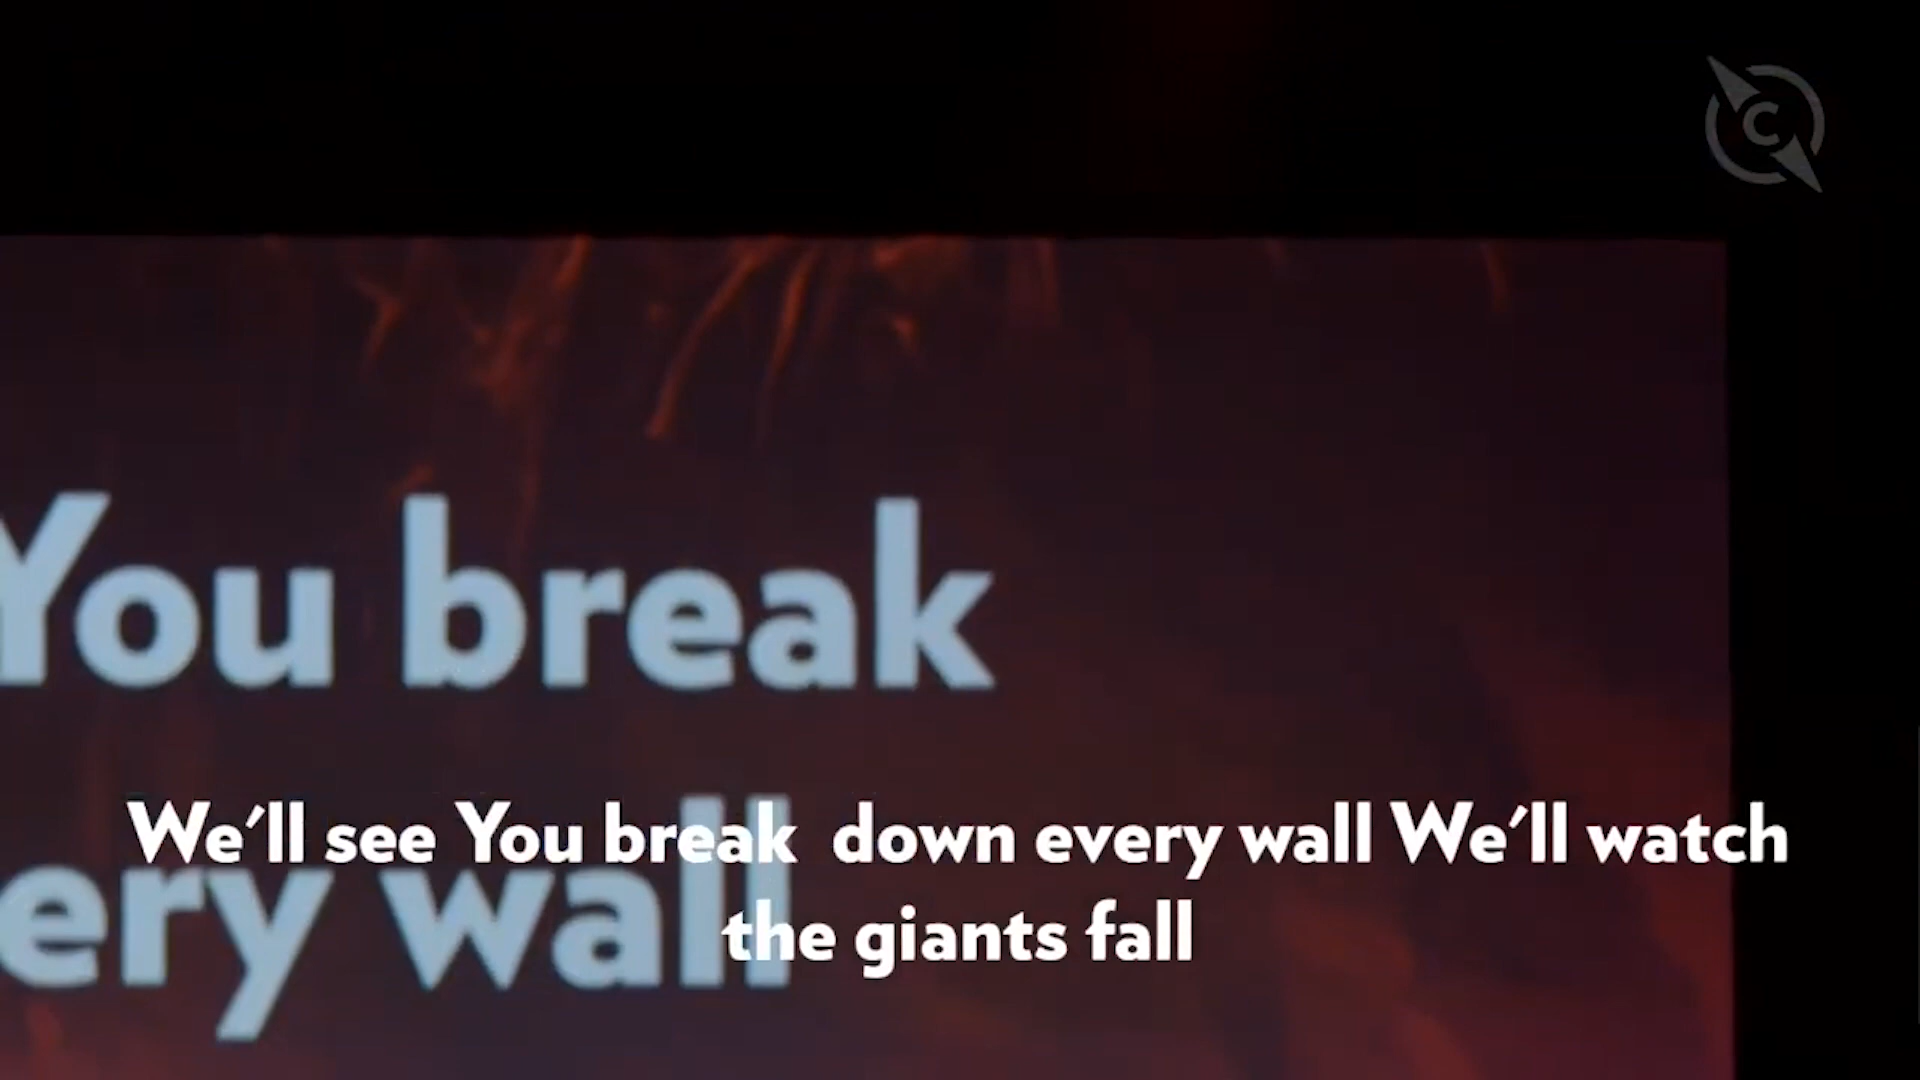 C
You break
ery wall
We'll see You break  down every wall We'll watch
the giants fall